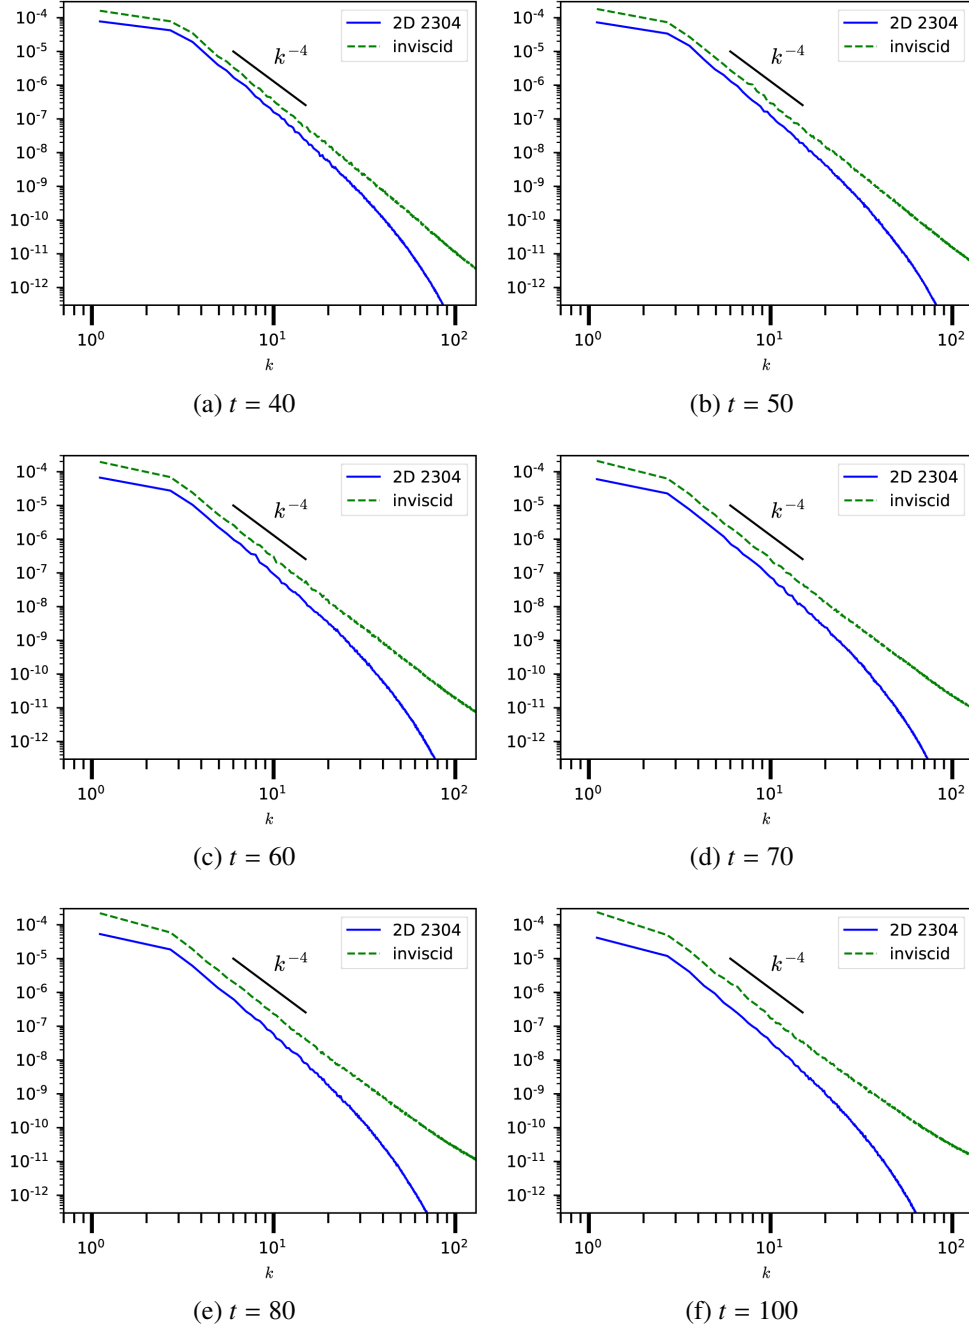 10⁻⁴
10⁻⁵
10⁻⁶
10⁻⁷
10⁻⁸
10⁻⁹
10⁻¹⁰
10⁻¹¹
10⁻¹²
2D 2304
inviscid
k⁻⁴
10⁰ 10¹ 10²
k
(a) t = 40
10⁻⁴
10⁻⁵
10⁻⁶
10⁻⁷
10⁻⁸
10⁻⁹
10⁻¹⁰
10⁻¹¹
10⁻¹²
2D 2304
inviscid
k⁻⁴
10⁰ 10¹ 10²
k
(b) t = 50
10⁻⁴
10⁻⁵
10⁻⁶
10⁻⁷
10⁻⁸
10⁻⁹
10⁻¹⁰
10⁻¹¹
10⁻¹²
2D 2304
inviscid
k⁻⁴
10⁰ 10¹ 10²
k
(c) t = 60
10⁻⁴
10⁻⁵
10⁻⁶
10⁻⁷
10⁻⁸
10⁻⁹
10⁻¹⁰
10⁻¹¹
10⁻¹²
2D 2304
inviscid
k⁻⁴
10⁰ 10¹ 10²
k
(d) t = 70
10⁻⁴
10⁻⁵
10⁻⁶
10⁻⁷
10⁻⁸
10⁻⁹
10⁻¹⁰
10⁻¹¹
10⁻¹²
2D 2304
inviscid
k⁻⁴
10⁰ 10¹ 10²
k
(e) t = 80
10⁻⁴
10⁻⁵
10⁻⁶
10⁻⁷
10⁻⁸
10⁻⁹
10⁻¹⁰
10⁻¹¹
10⁻¹²
2D 2304
inviscid
k⁻⁴
10⁰ 10¹ 10²
k
(f) t = 100